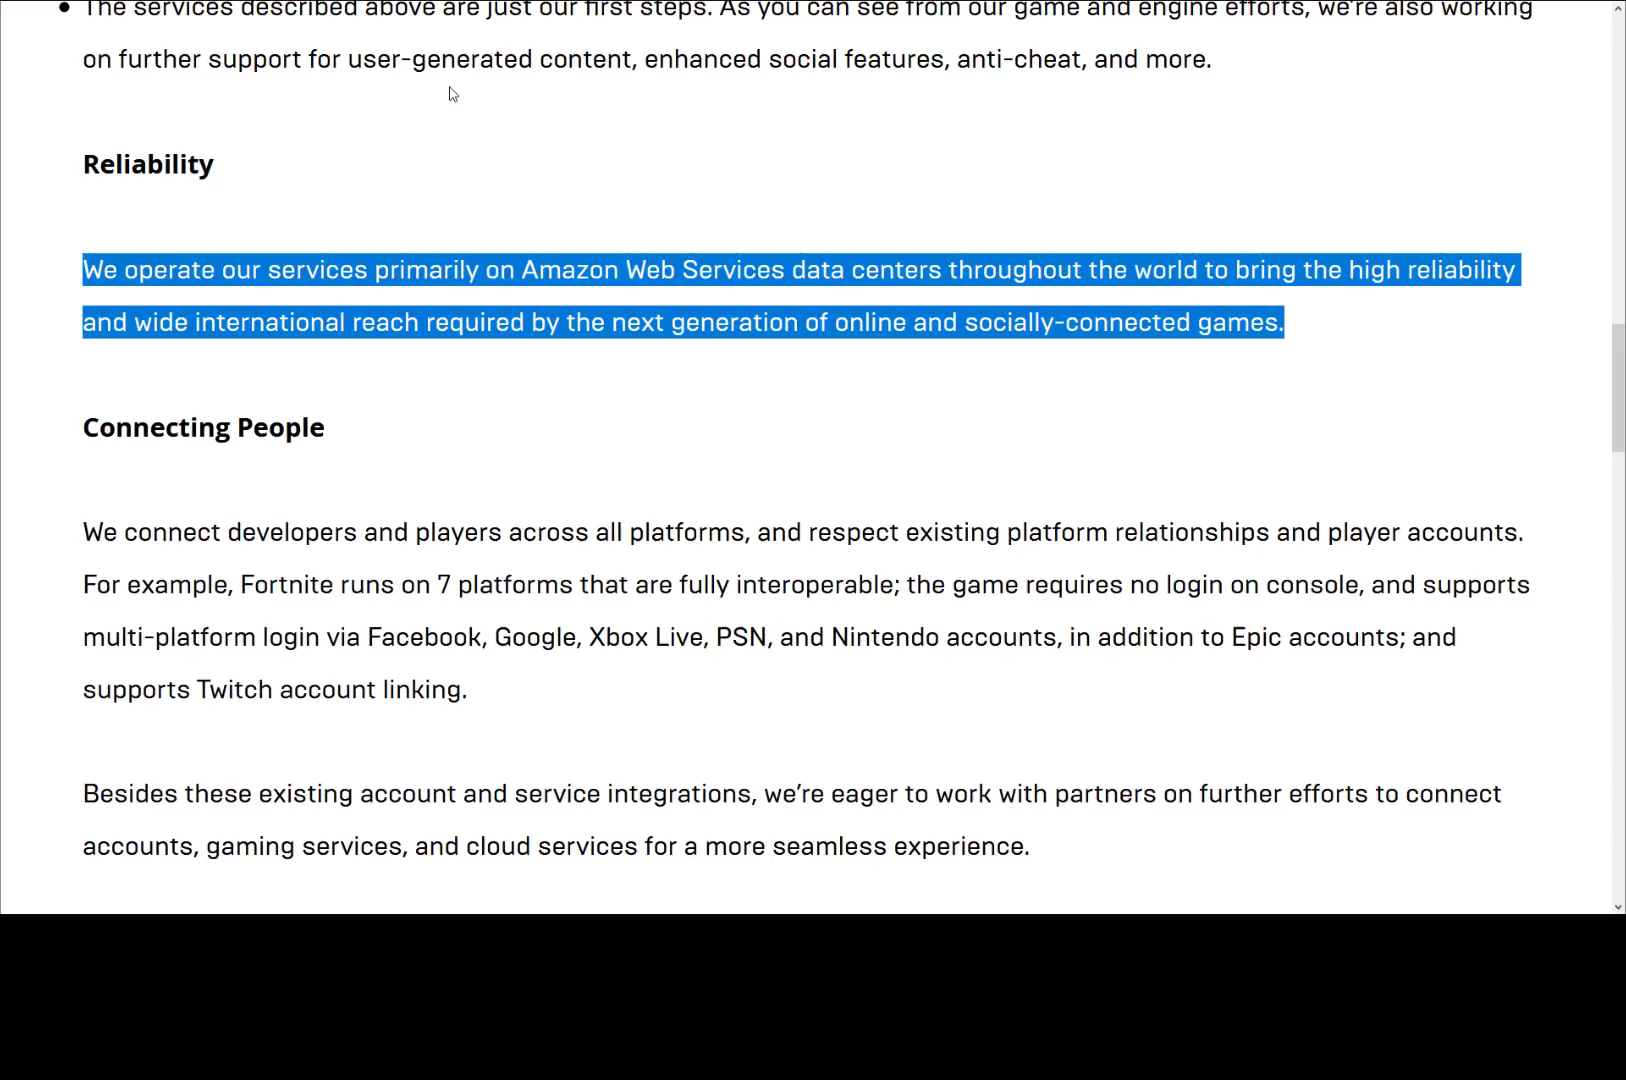 The services described above are just our first steps. As you can see from our game and engine efforts, we’re also working
on further support for user-generated content, enhanced social features, anti-cheat, and more.
Reliability
We operate our services primarily on Amazon Web Services data centers throughout the world to bring the high reliability
and wide international reach required by the next generation of online and socially-connected games.
Connecting People
We connect developers and players across all platforms, and respect existing platform relationships and player accounts.
For example, Fortnite runs on 7 platforms that are fully interoperable; the game requires no login on console, and supports
multi-platform login via Facebook, Google, Xbox Live, PSN, and Nintendo accounts, in addition to Epic accounts; and
supports Twitch account linking.
Besides these existing account and service integrations, we’re eager to work with partners on further efforts to connect
accounts, gaming services, and cloud services for a more seamless experience.